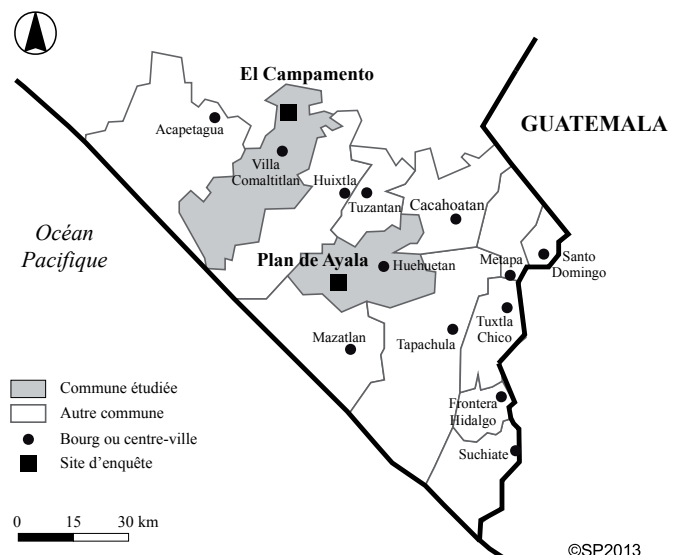 El Campamento
GUATEMALA
Acapetagua
Villa
Comaltitlan
Huixtla
Tuzantan
Cacahoatan
Océan
Pacifique
Plan de Ayala
Huehuetan
Metapa
Santo
Domingo
Mazatlan
Tapachula
Tuxtla
Chico
Frontera
Hidalgo
Suchiate
Commune étudiée
Autre commune
Bourg ou centre-ville
Site d'enquête
0 15 30 km
©SP2013